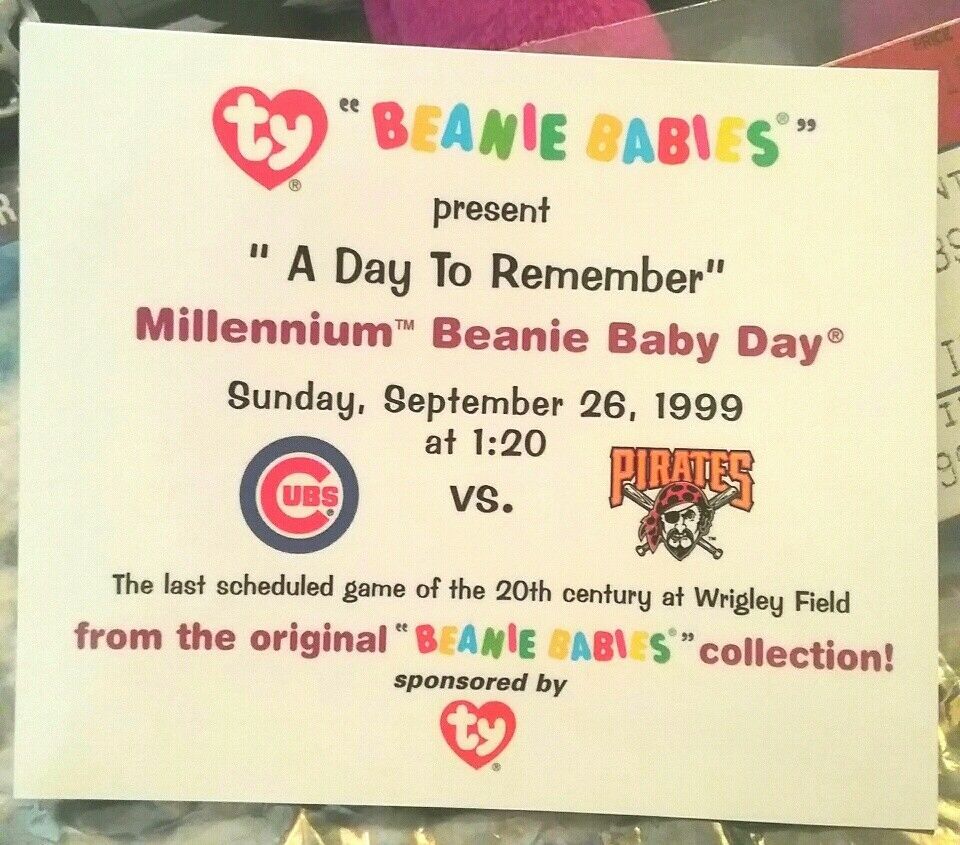 ty® “BEANIE BABIES®”
present
"A Day To Remember"
Millennium™ Beanie Baby Day®
Sunday, September 26, 1999
at 1:20
CUBS® vs. PIRATES™
The last scheduled game of the 20th century at Wrigley Field
from the original “BEANIE BABIES®” collection!
sponsored by
ty®